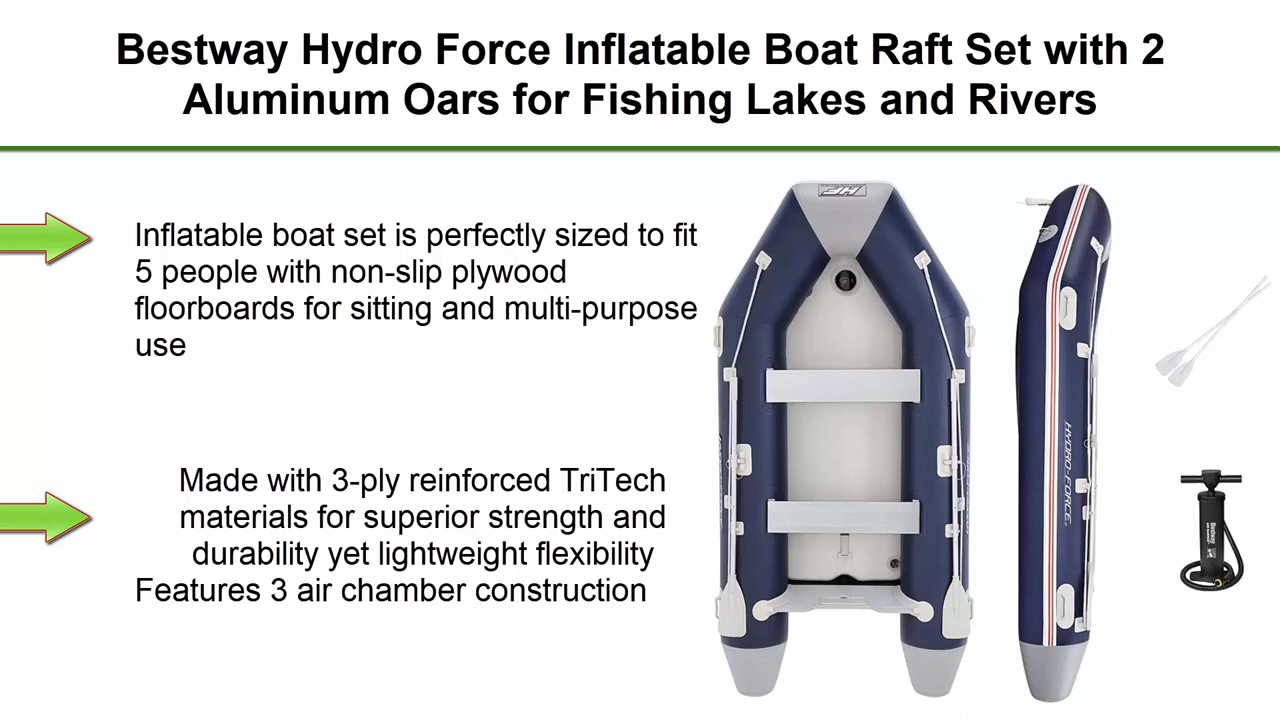 Bestway Hydro Force Inflatable Boat Raft Set with 2
Aluminum Oars for Fishing Lakes and Rivers
Inflatable boat set is perfectly sized to fit
5 people with non-slip plywood
floorboards for sitting and multi-purpose
use
Made with 3-ply reinforced TriTech
materials for superior strength and
durability yet lightweight flexibility
Features 3 air chamber construction
HF
HYDRO-FORCE
Bestway